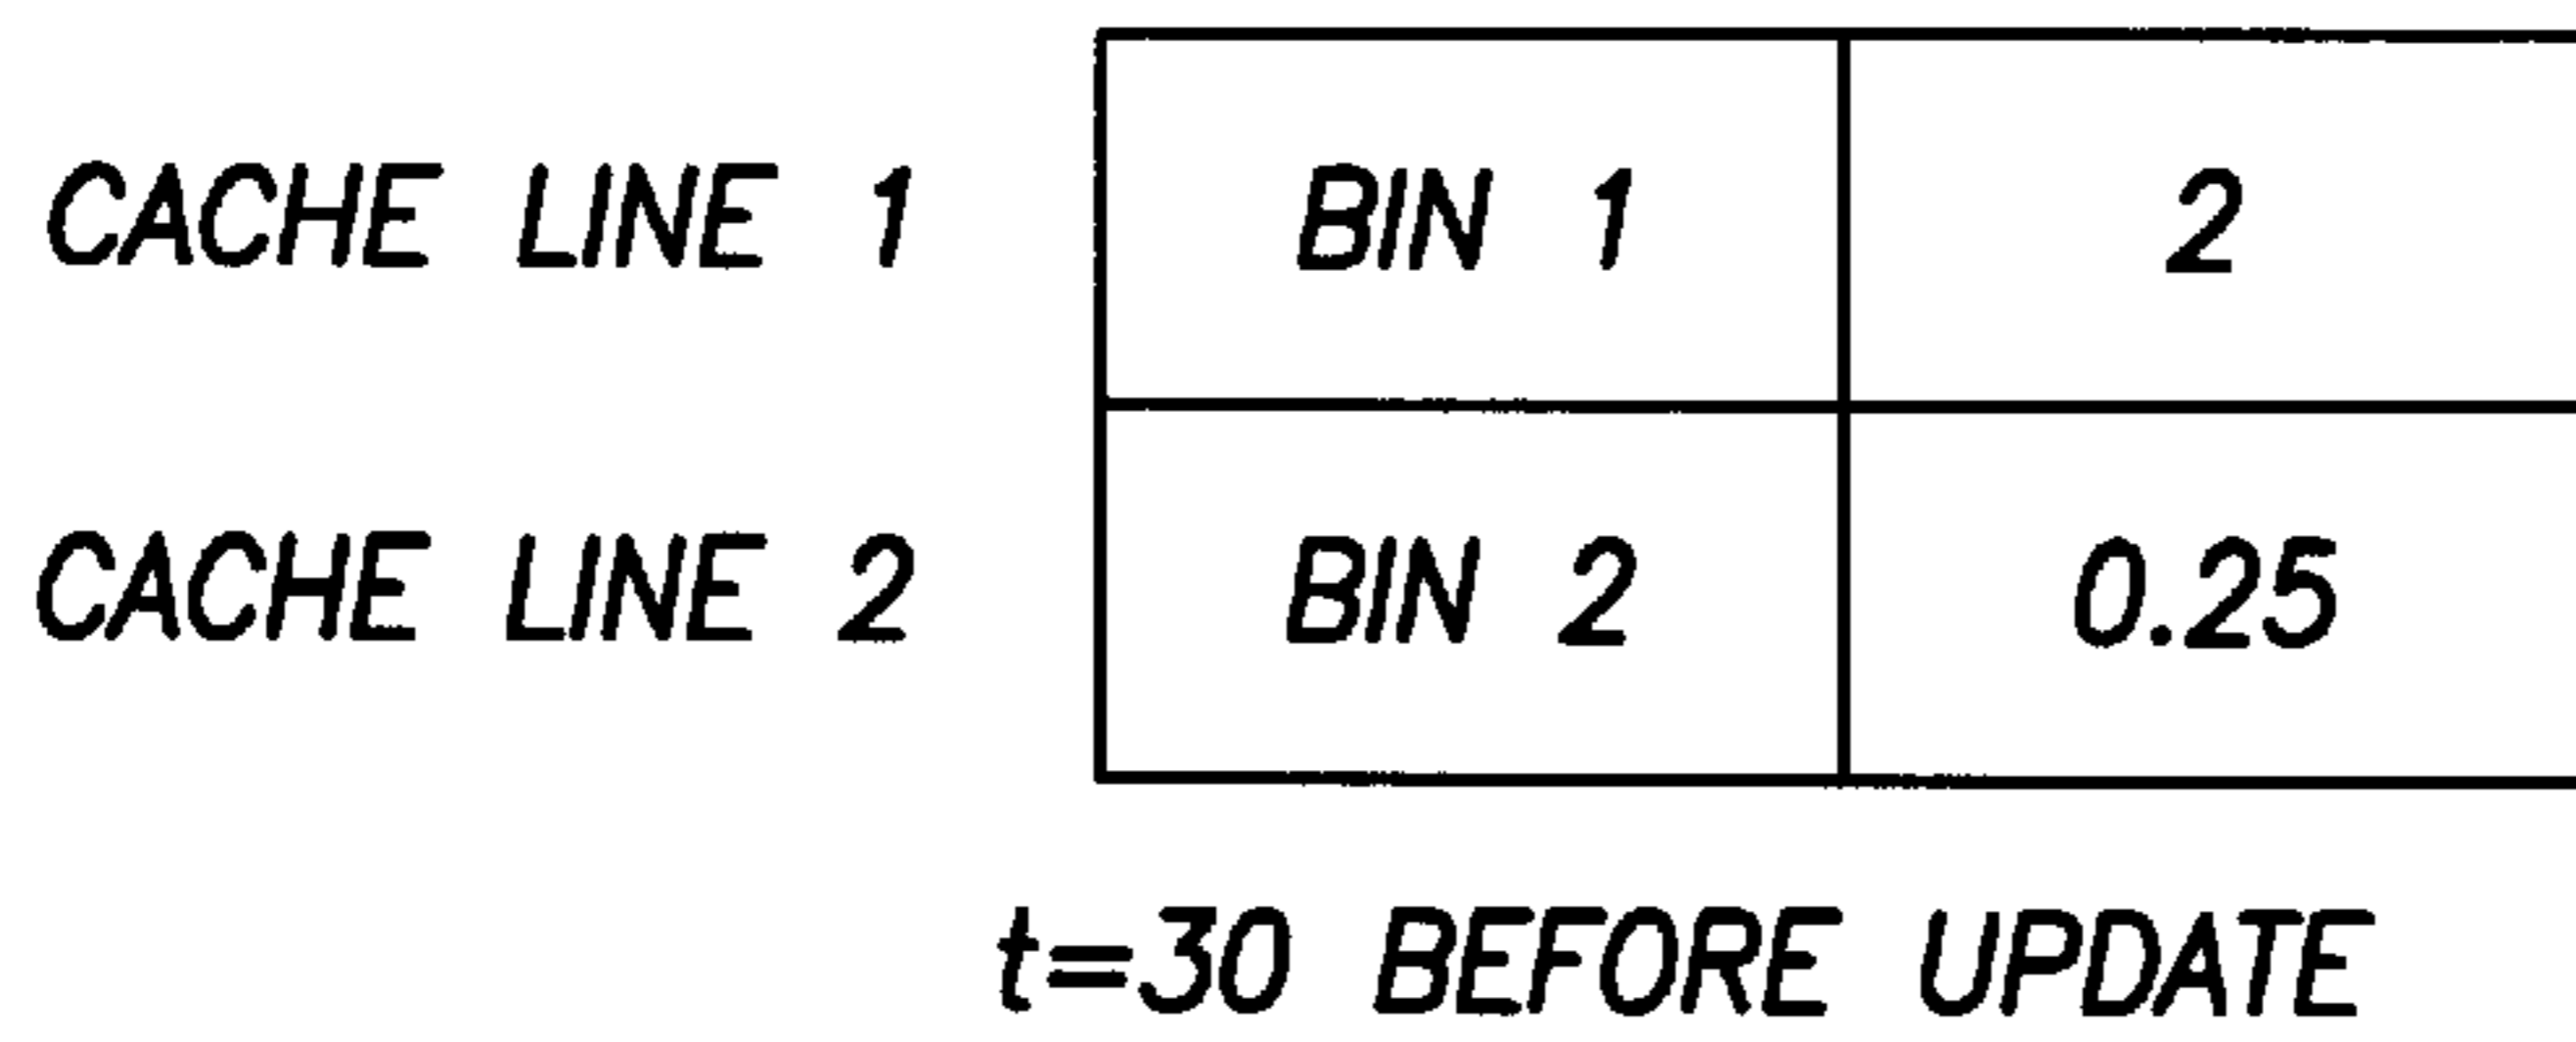 CACHE LINE 1 BIN 1 2
CACHE LINE 2 BIN 2 0.25
t=30 BEFORE UPDATE